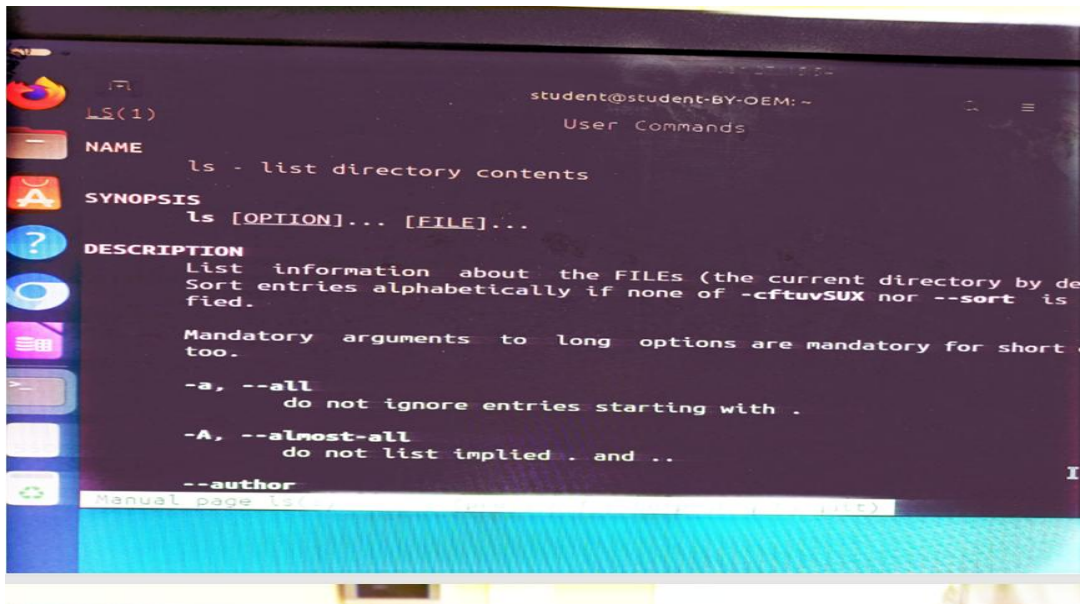 student@student-BY-OEM: ~
LS(1)
User Commands
NAME
ls - list directory contents
SYNOPSIS
ls [OPTION]... [FILE]...
DESCRIPTION
List information about the FILEs (the current directory by de
Sort entries alphabetically if none of -cftuvSUX nor --sort is
fied.
Mandatory arguments to long options are mandatory for short
too.
-a, --all
do not ignore entries starting with .
-A, --almost-all
do not list implied . and ..
--author
Manual page ls(